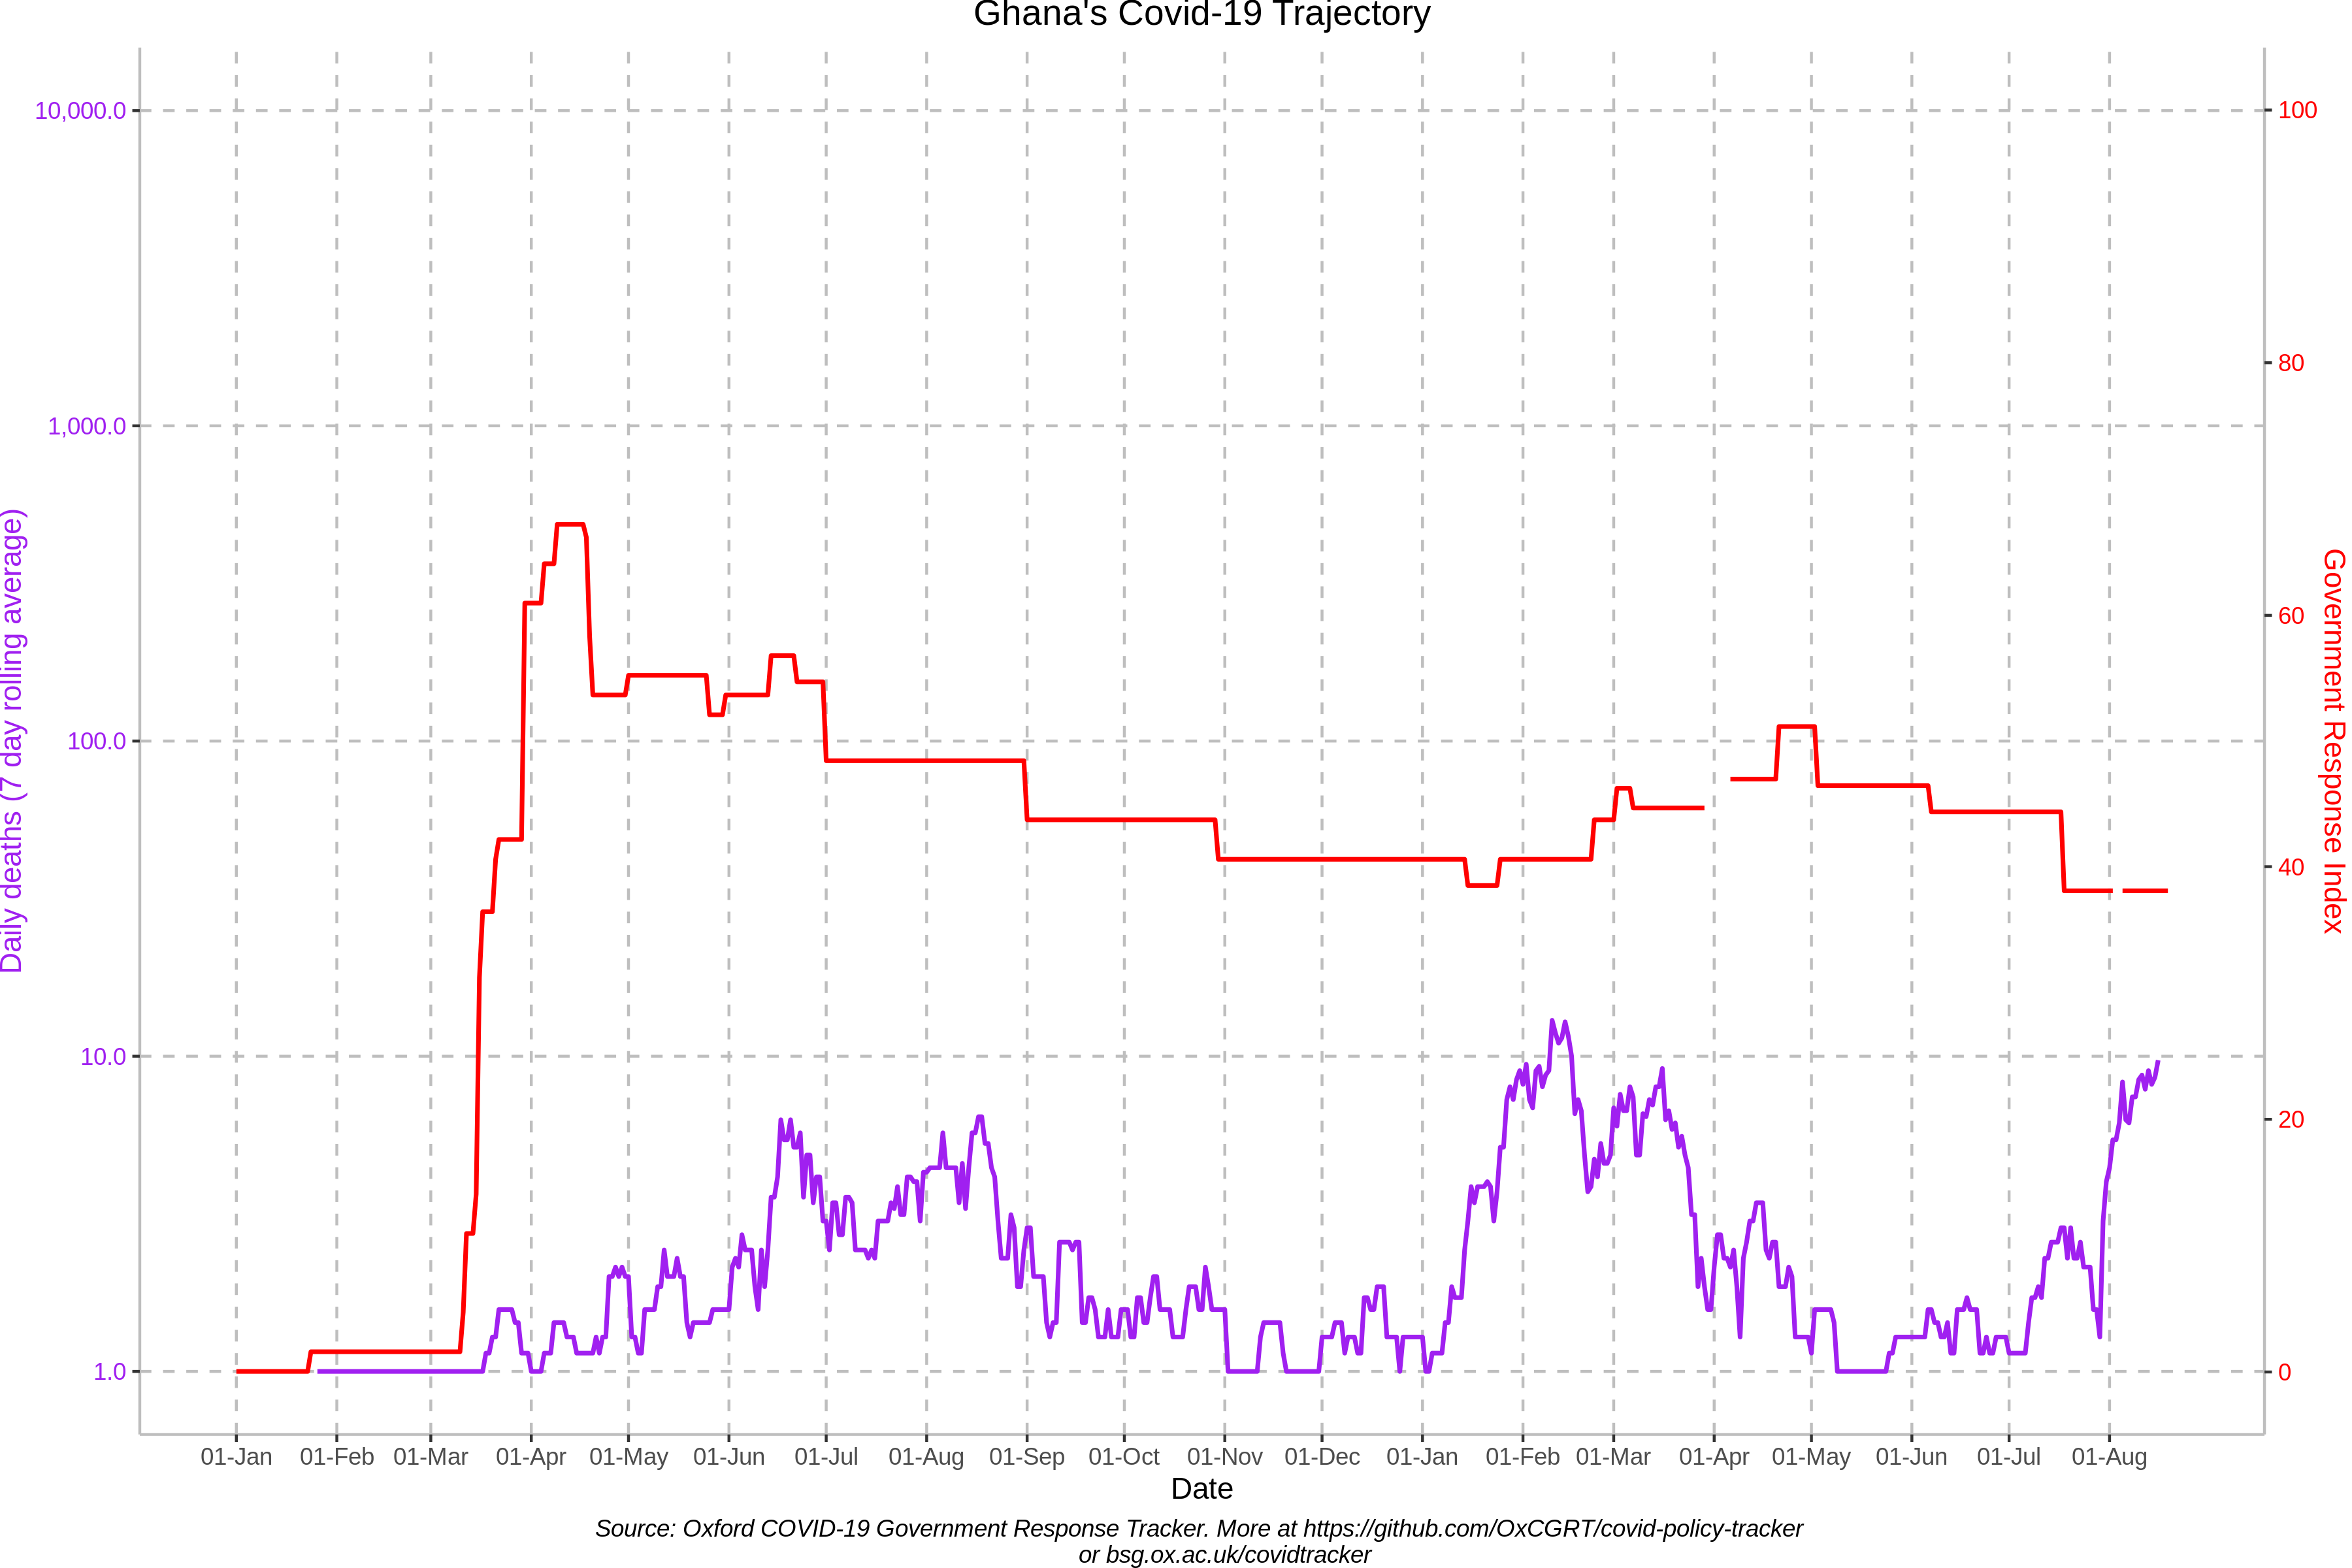 Ghana's Covid-19 Trajectory
10,000.0
1,000.0
100.0
10.0
1.0
Daily deaths (7 day rolling average)
100
80
60
40
20
0
Government Response Index
01-Jan 01-Feb 01-Mar 01-Apr 01-May 01-Jun 01-Jul 01-Aug 01-Sep 01-Oct 01-Nov 01-Dec 01-Jan 01-Feb 01-Mar 01-Apr 01-May 01-Jun 01-Jul 01-Aug
Date
Source: Oxford COVID-19 Government Response Tracker. More at https://github.com/OxCGRT/covid-policy-tracker
or bsg.ox.ac.uk/covidtracker